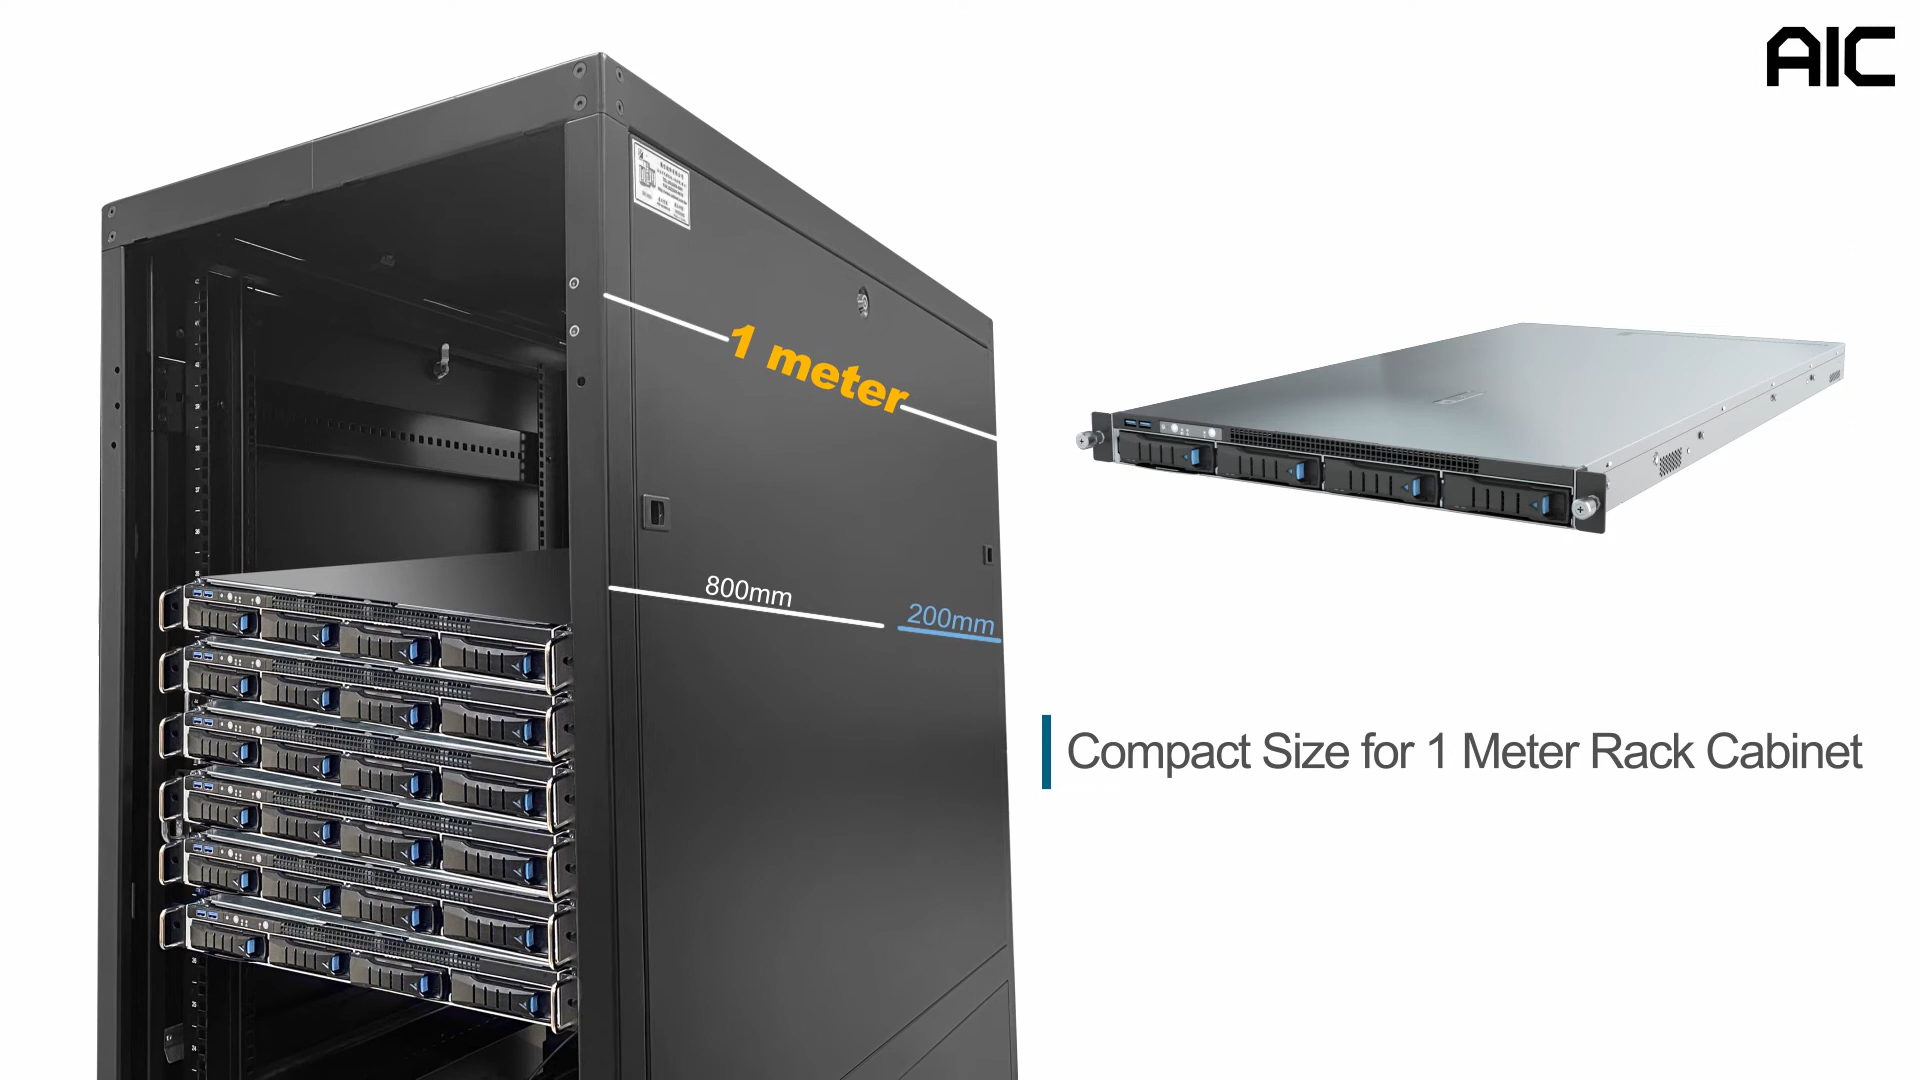 AIC
1 meter
800mm
200mm
Compact Size for 1 Meter Rack Cabinet